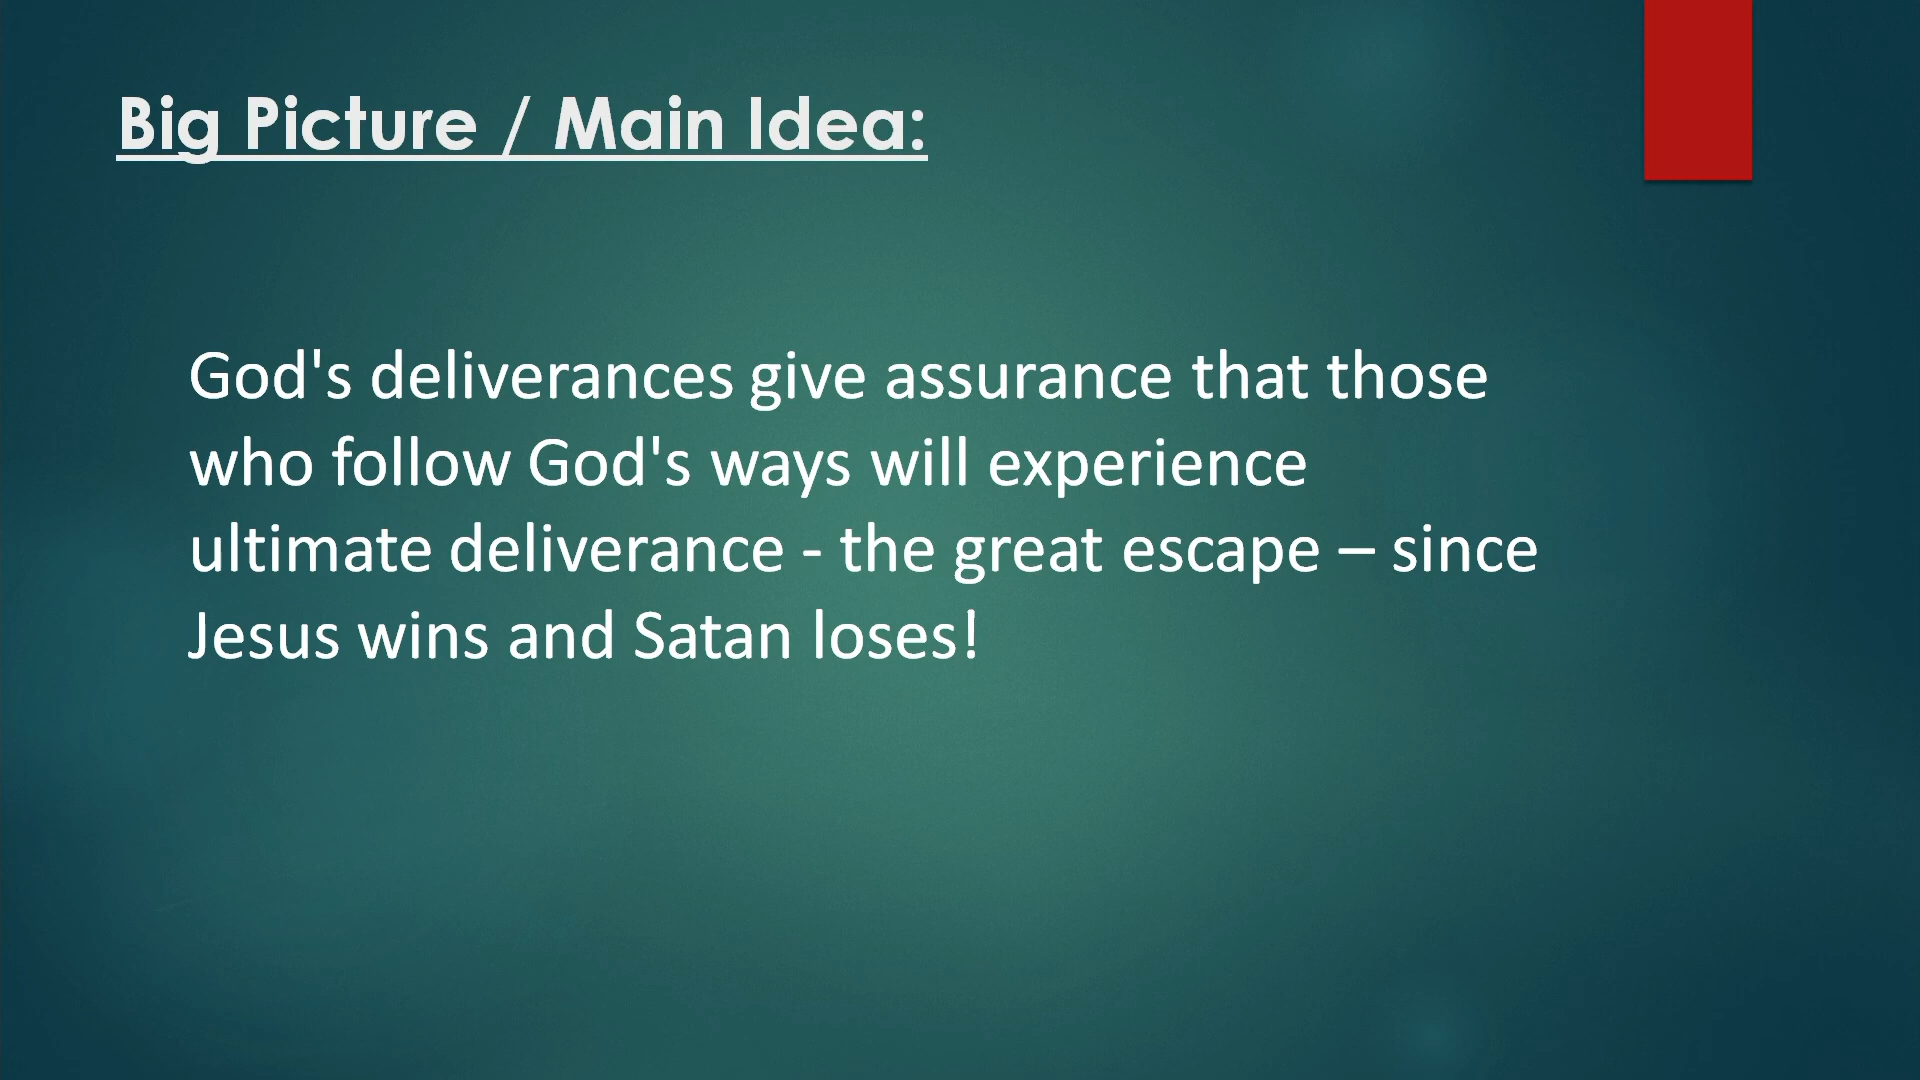 Big Picture / Main Idea:
God's deliverances give assurance that those
who follow God's ways will experience
ultimate deliverance - the great escape – since
Jesus wins and Satan loses!